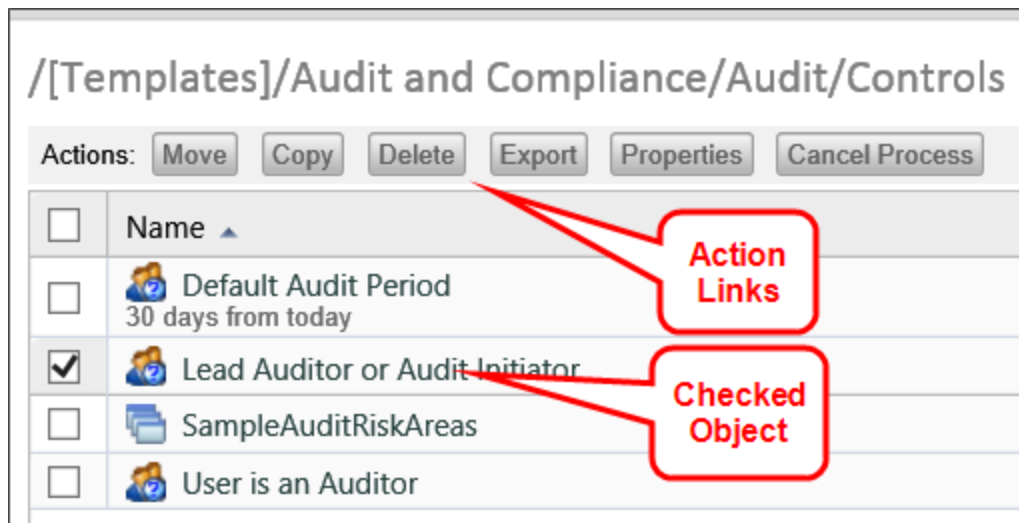 /[Templates]/Audit and Compliance/Audit/Controls
Actions: Move Copy Delete Export Properties Cancel Process
Name
Default Audit Period
30 days from today
Lead Auditor or Audit Initiator
SampleAuditRiskAreas
User is an Auditor
Action
Links
Checked
Object